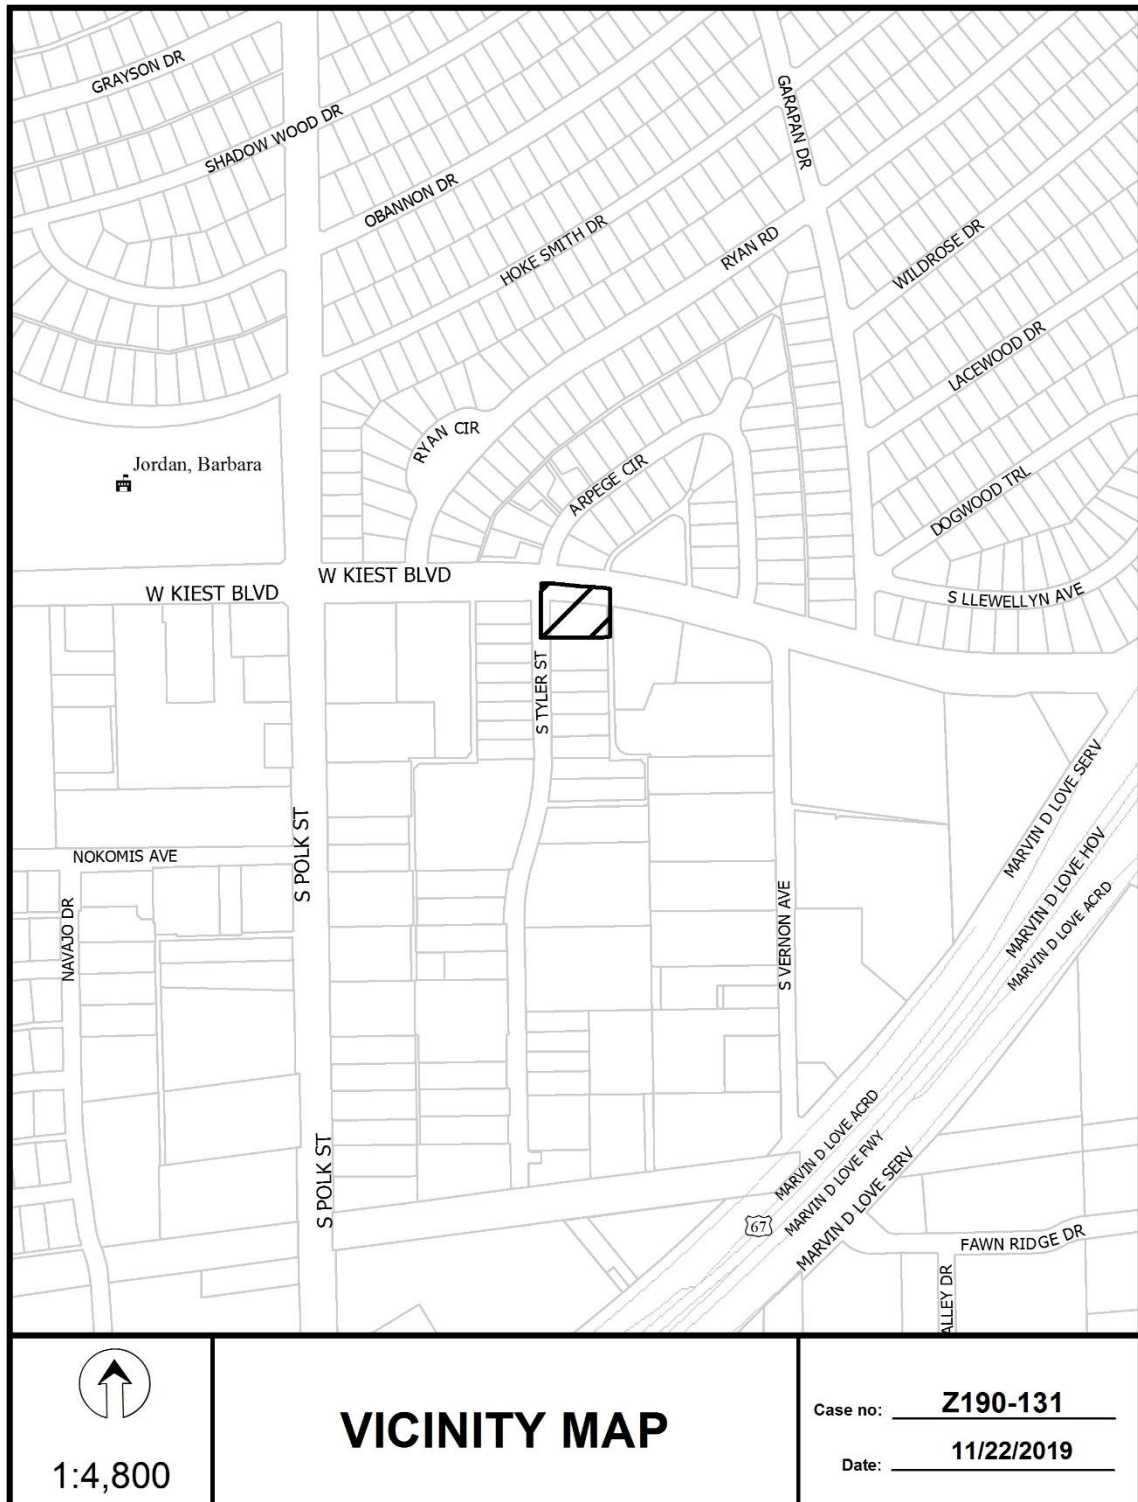 GRAYSON DR
SHADOW WOOD DR
GARAPAN DR
OBANNON DR
HOKE SMITH DR
RYAN RD
WILDROSE DR
LACEWOOD DR
RYAN CIR
Jordan, Barbara
ARPEGE CIR
DOGWOOD TRL
W KIEST BLVD
W KIEST BLVD
S LLEWELLYN AVE
S TYLER ST
MARVIN D LOVE SERV
S POLK ST
NOKOMIS AVE
MARVIN D LOVE HOV
NAVAJO DR
S VERNON AVE
MARVIN D LOVE ACRD
MARVIN D LOVE ACRD
S POLK ST
MARVIN D LOVE FWY
MARVIN D LOVE SERV
67
FAWN RIDGE DR
ALLEY DR
1:4,800
VICINITY MAP
Case no: Z190-131
Date: 11/22/2019